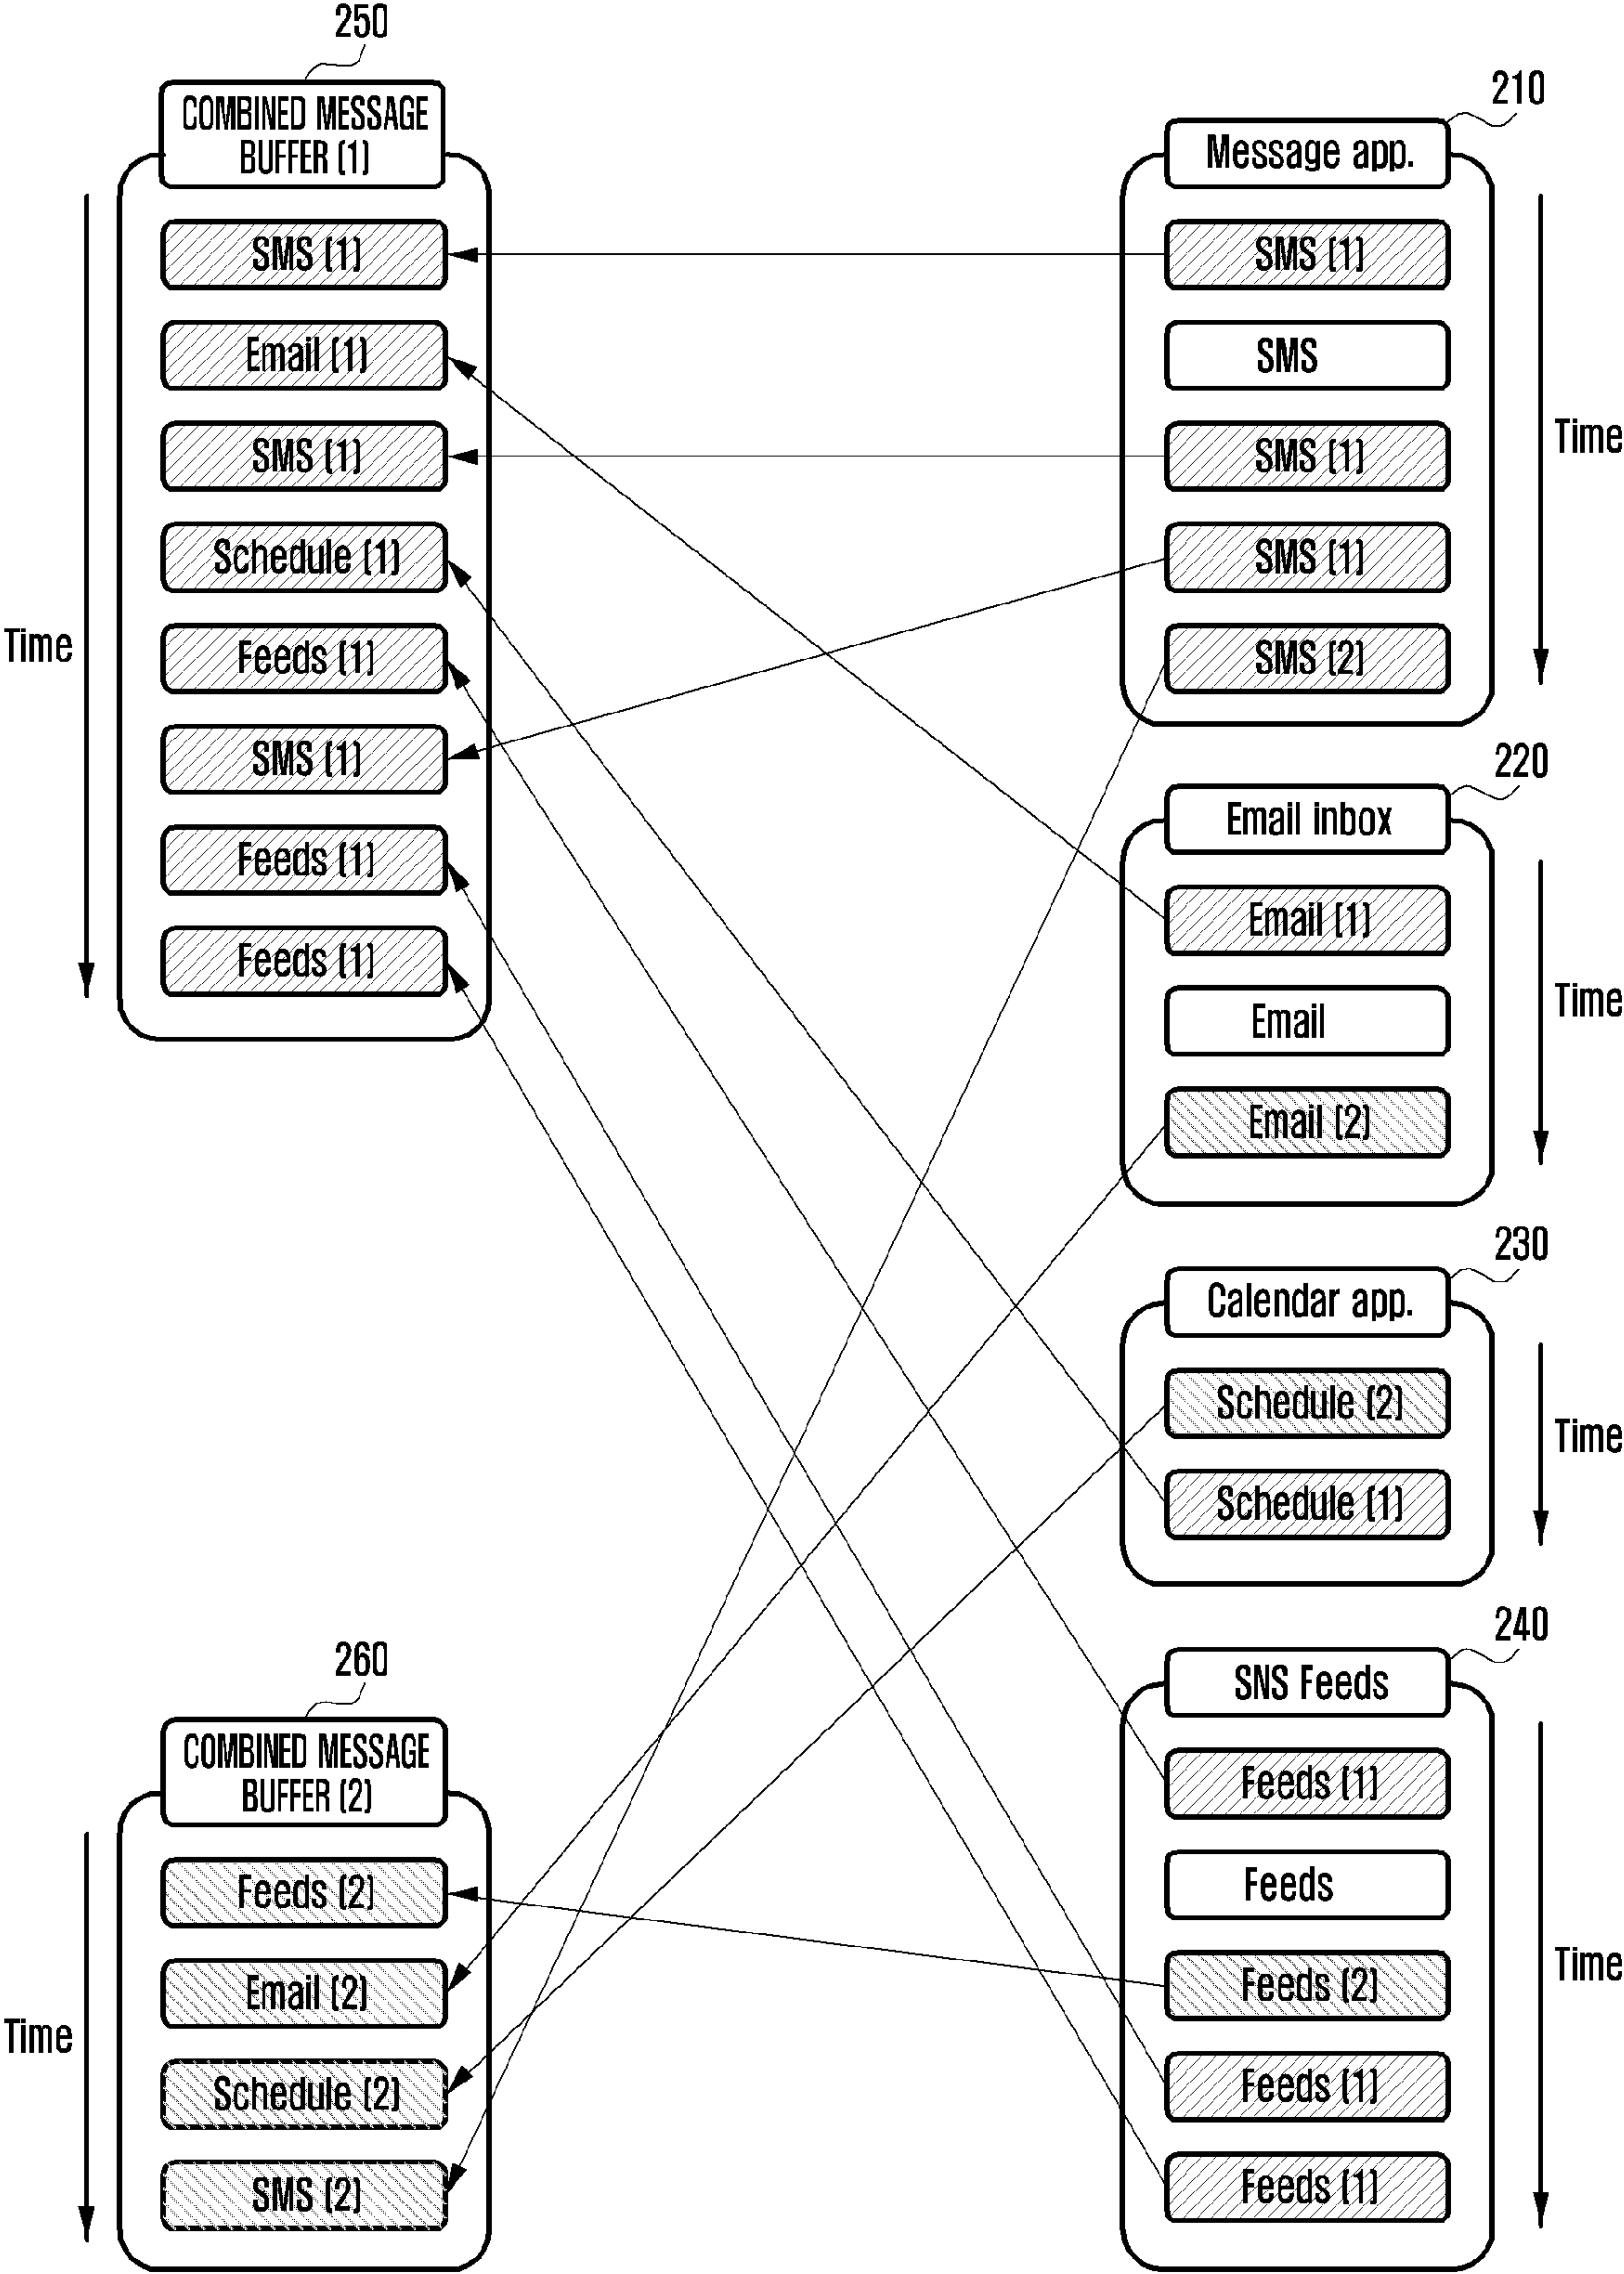 250
COMBINED MESSAGE
BUFFER (1)
SMS (1)
Email (1)
SMS (1)
Schedule (1)
Feeds (1)
SMS (1)
Feeds (1)
Feeds (1)
Time
260
COMBINED MESSAGE
BUFFER (2)
Feeds (2)
Email (2)
Schedule (2)
SMS (2)
Time
210
Message app.
SMS (1)
SMS
SMS (1)
SMS (1)
SMS (2)
Time
220
Email inbox
Email (1)
Email
Email (2)
Time
230
Calendar app.
Schedule (2)
Schedule (1)
Time
240
SNS Feeds
Feeds (1)
Feeds
Feeds (2)
Feeds (1)
Feeds (1)
Time